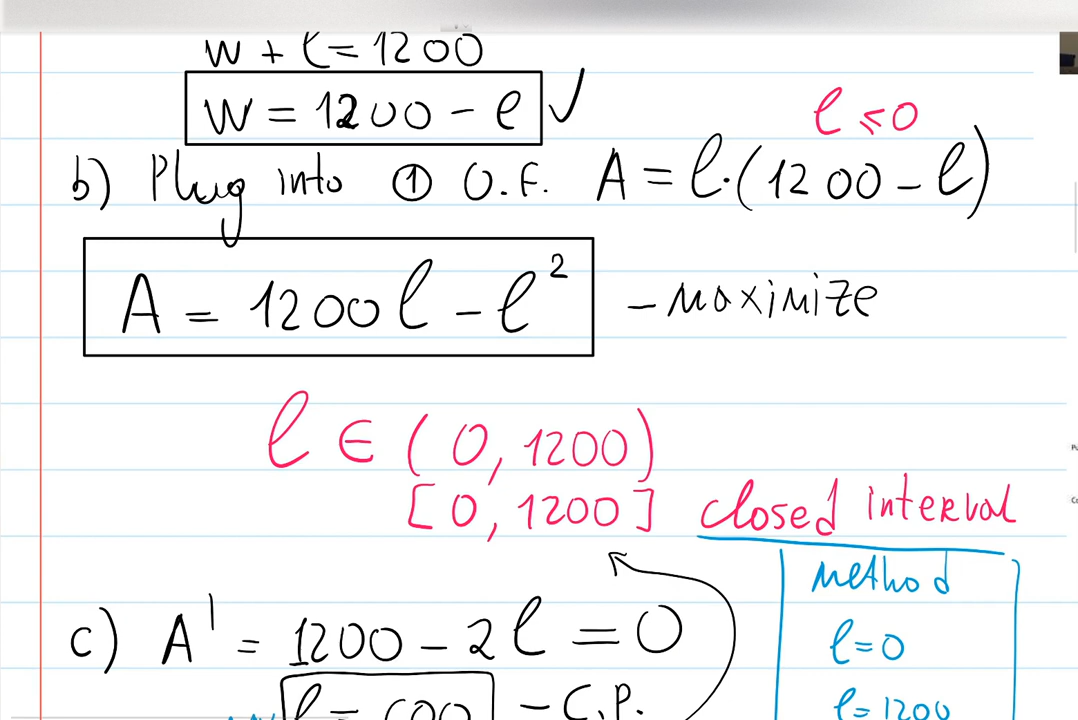 w + l = 1200
w = 1200 - l ✓
l ≤ 0
b) Plug into ① O.F. A = l·(1200 - l)
A = 1200l - l² - maximize
l ∈ (0, 1200)
[0, 1200] closed interval
method
c) A' = 1200 - 2l = 0
l = 0
l = 600 - C.P.
l = 1200